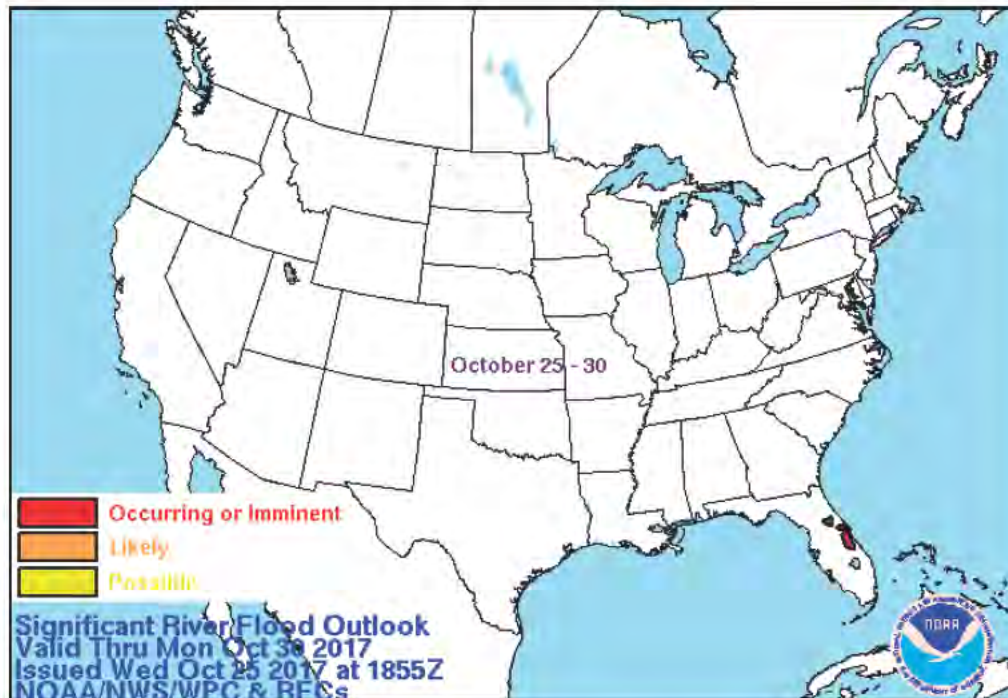 October 25 - 30
Occurring or Imminent
Likely
Possible
Significant River Flood Outlook
Valid Thru Mon Oct 30 2017
Issued Wed Oct 25 2017 at 1855Z
NOAA/NWS/WPC & RFCs
NOAA